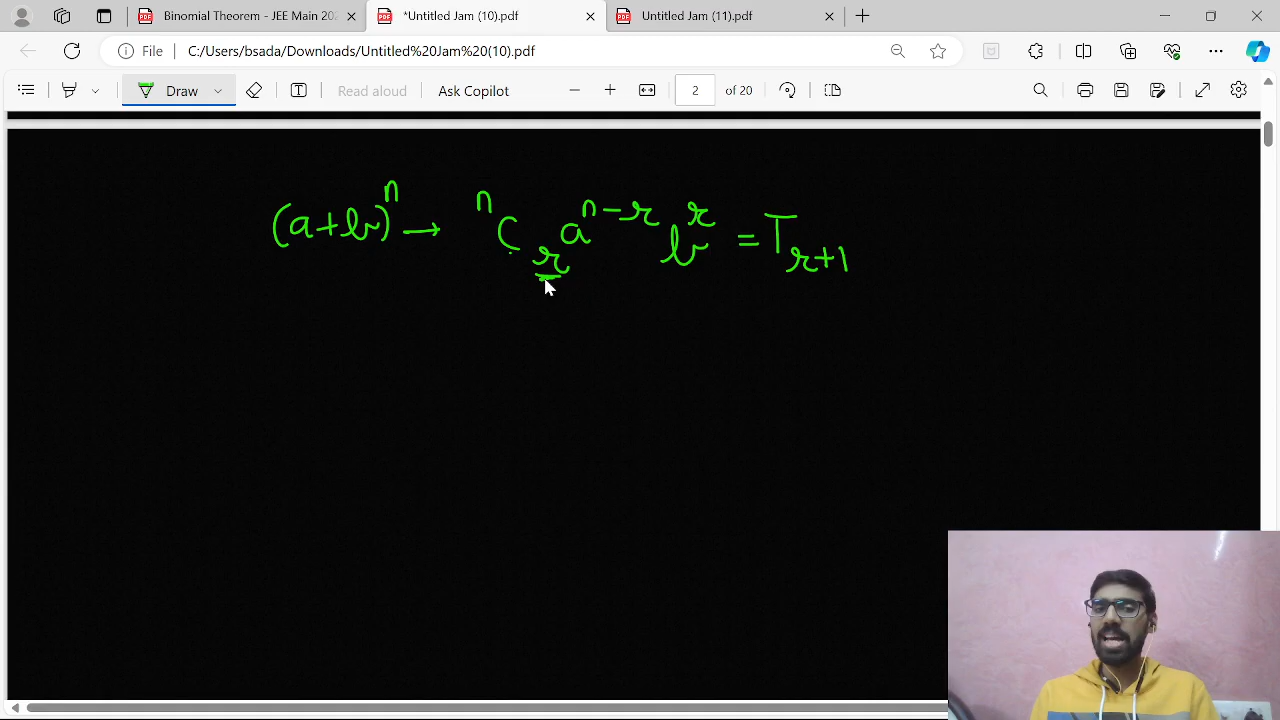 Binomial Theorem - JEE Main 202
*Untitled Jam (10).pdf
Untitled Jam (11).pdf
File C:/Users/bsada/Downloads/Untitled%20Jam%20(10).pdf
Draw Read aloud Ask Copilot 2 of 20
(a+b)^n → ^nC_r a^{n-r} b^r = T_{r+1}